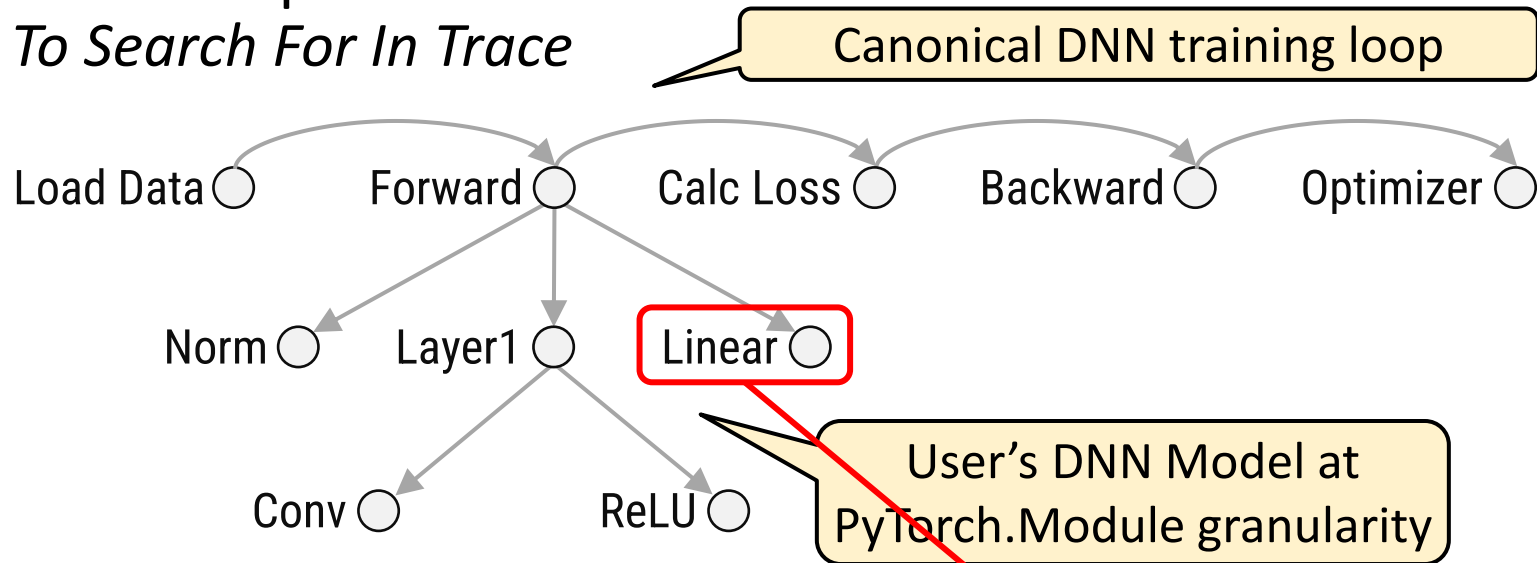 To Search For In Trace
Canonical DNN training loop
Load Data
Forward
Calc Loss
Backward
Optimizer
Norm
Layer1
Linear
User's DNN Model at
PyTorch.Module granularity
Conv
ReLU